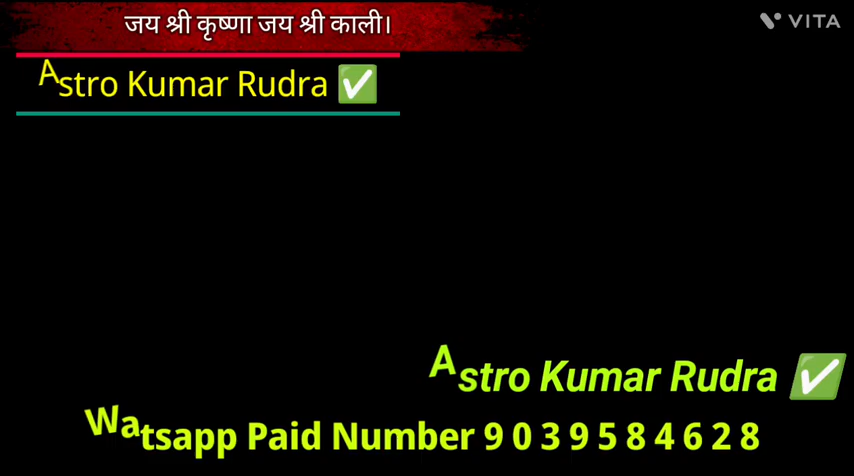 जय श्री कृष्णा जय श्री काली।
VITA
Astro Kumar Rudra ✅
Astro Kumar Rudra ✅
Watsapp Paid Number 9 0 3 9 5 8 4 6 2 8